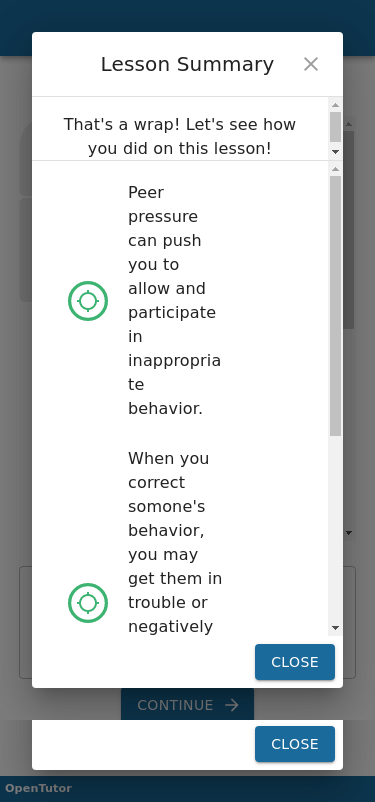 Lesson Summary
That's a wrap! Let's see how
you did on this lesson!
Peer
pressure
can push
you to
allow and
participate
in
inappropria
te
behavior.
When you
correct
somone's
behavior,
you may
get them in
trouble or
negatively
CLOSE
CONTINUE
CLOSE
OpenTutor